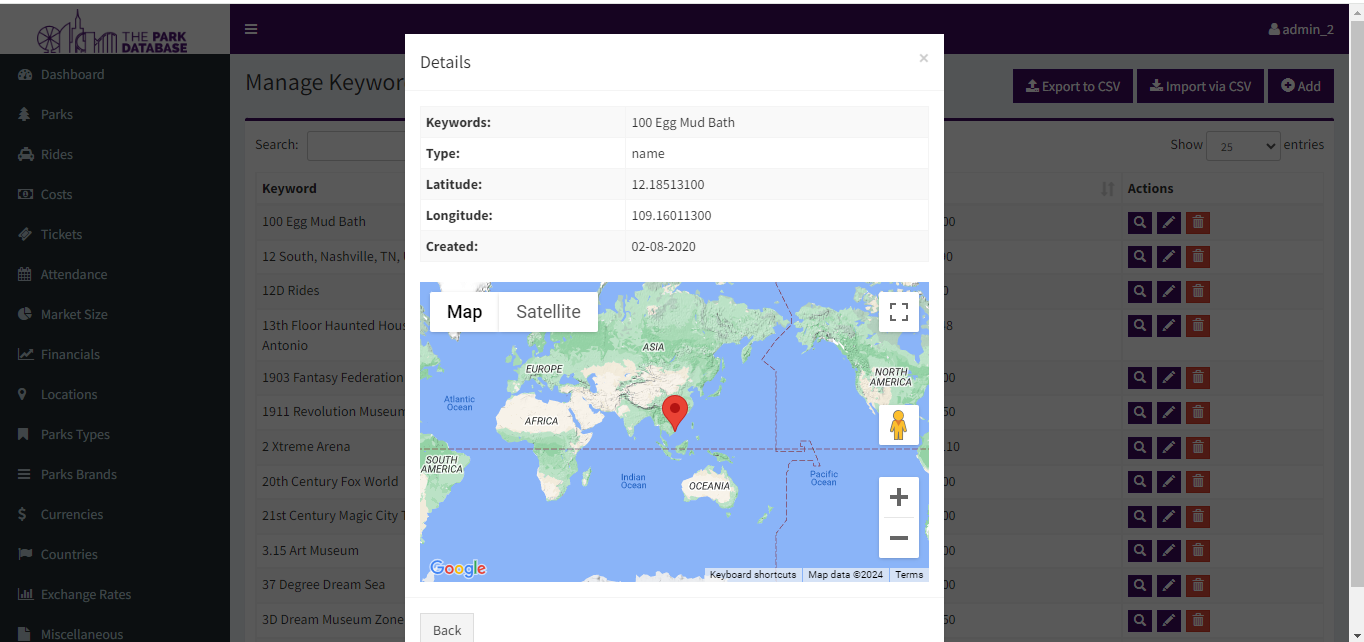 THE PARK
DATABASE
admin_2
Dashboard
Parks
Rides
Costs
Tickets
Attendance
Market Size
Financials
Locations
Parks Types
Parks Brands
Currencies
Countries
Exchange Rates
Miscellaneous
Manage Keywor
Export to CSV
Import via CSV
Add
Search:
Show 25 entries
Keyword
Actions
100 Egg Mud Bath
12 South, Nashville, TN,
12D Rides
13th Floor Haunted Hou
Antonio
1903 Fantasy Federation
1911 Revolution Museum
2 Xtreme Arena
20th Century Fox World
21st Century Magic City T
3.15 Art Museum
37 Degree Dream Sea
3D Dream Museum Zone
Details
×
Keywords: 100 Egg Mud Bath
Type: name
Latitude: 12.18513100
Longitude: 109.16011300
Created: 02-08-2020
Map Satellite
ASIA
EUROPE
NORTH
AMERICA
Atlantic
Ocean
AFRICA
SOUTH
AMERICA
Indian
Ocean
OCEANIA
Pacific
Ocean
Google
Keyboard shortcuts Map data ©2024 Terms
Back